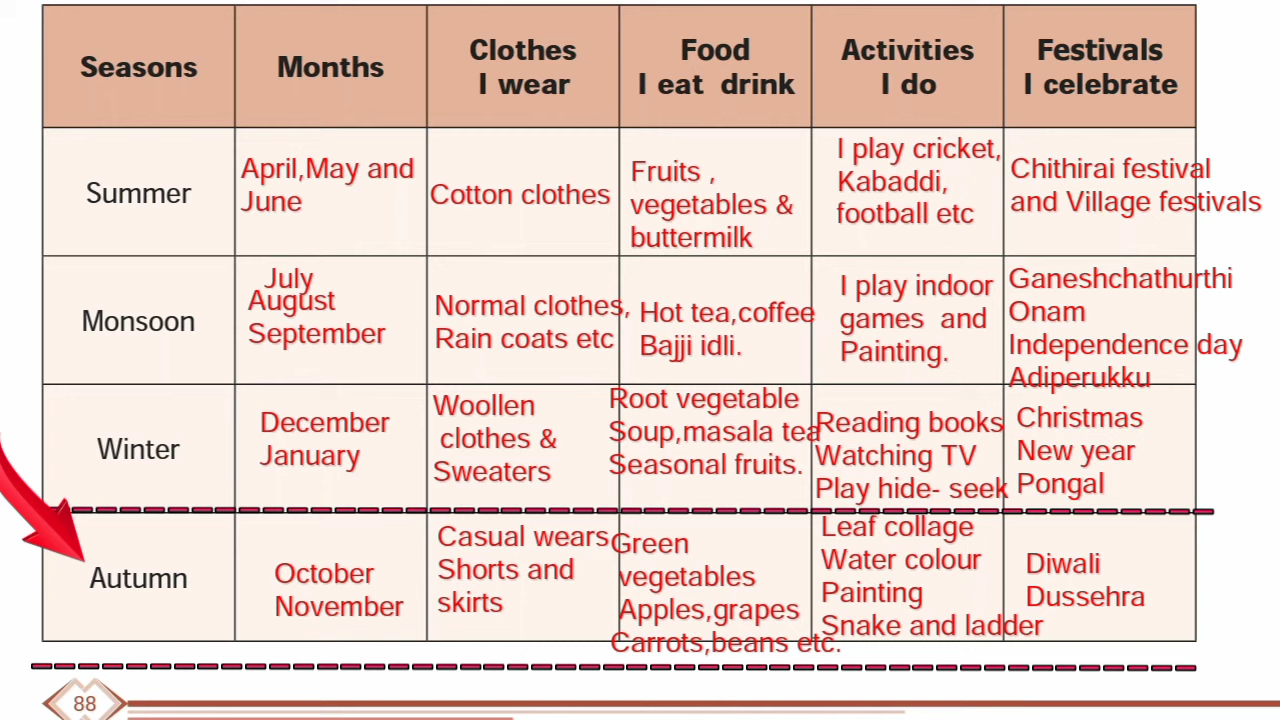 Seasons
Months
Clothes
I wear
Food
I eat drink
Activities
I do
Festivals
I celebrate
Summer
April,May and
June
Cotton clothes
Fruits ,
vegetables &
buttermilk
I play cricket,
Kabaddi,
football etc
Chithirai festival
and Village festivals
Monsoon
July
August
September
Normal clothes,
Rain coats etc
Hot tea,coffee
Bajji idli.
I play indoor
games and
Painting.
Ganeshchathurthi
Onam
Independence day
Adiperukku
Winter
December
January
Woollen
clothes &
Sweaters
Root vegetable
Soup,masala tea
Seasonal fruits.
Reading books
Watching TV
Play hide- seek
Christmas
New year
Pongal
Autumn
October
November
Casual wears
Shorts and
skirts
Green
vegetables
Apples,grapes
Carrots,beans etc.
Leaf collage
Water colour
Painting
Snake and ladder
Diwali
Dussehra
88